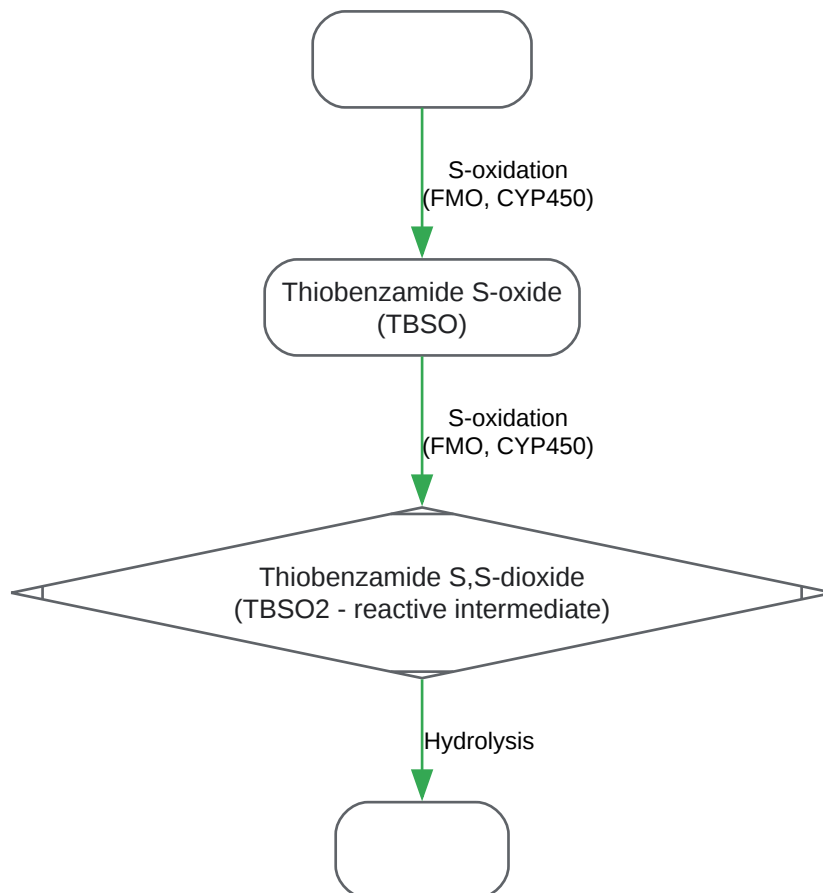 S-oxidation
(FMO, CYP450)
Thiobenzamide S-oxide
(TBSO)
S-oxidation
(FMO, CYP450)
Thiobenzamide S,S-dioxide
(TBSO2 - reactive intermediate)
Hydrolysis